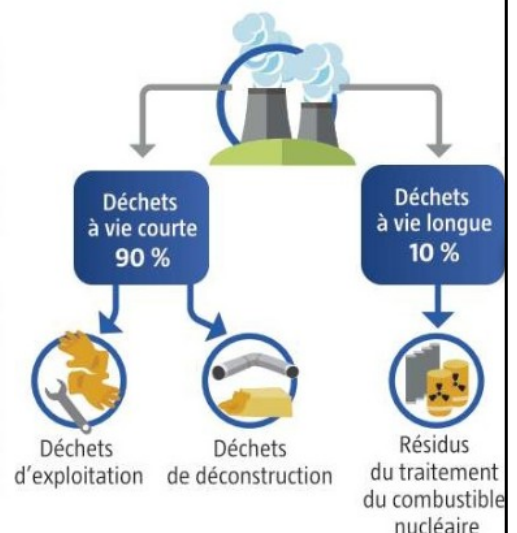 Déchets
à vie courte
90 %
Déchets
à vie longue
10 %
Déchets
d'exploitation
Déchets
de déconstruction
Résidus
du traitement
du combustible
nucléaire